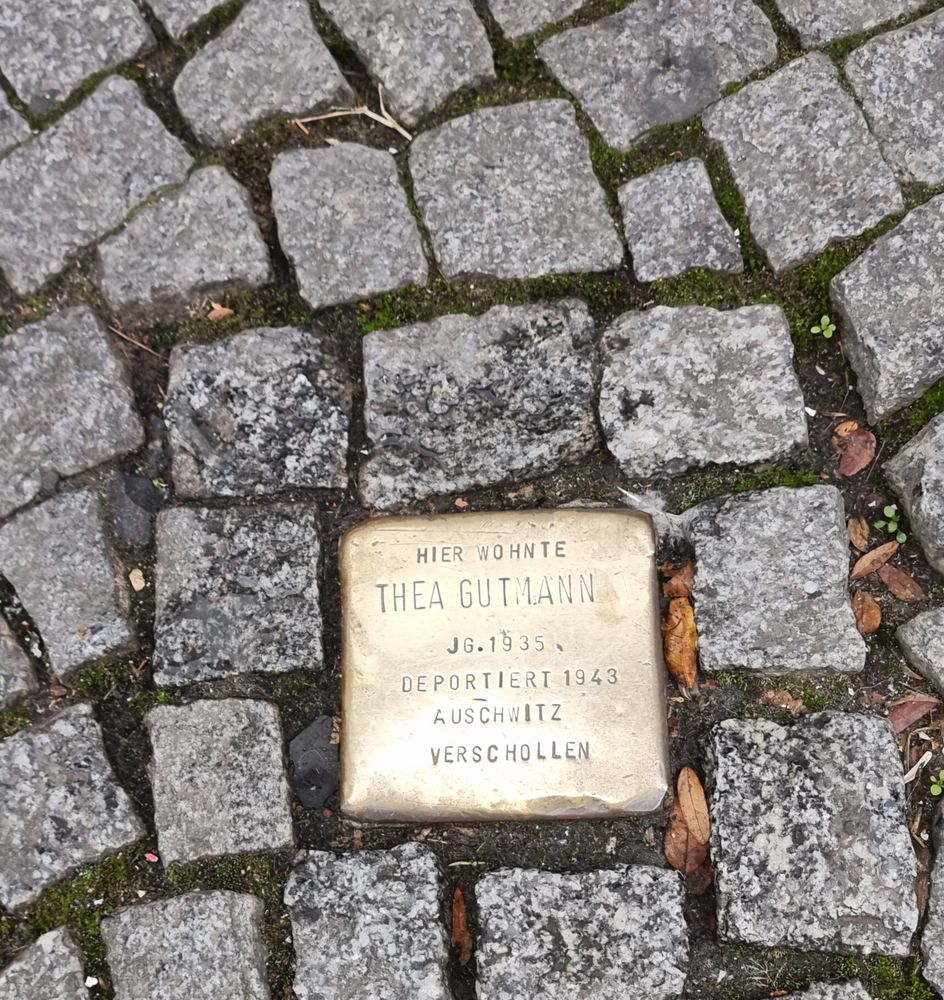 HIER WOHNTE
THEA GUTMANN
JG. 1935
DEPORTIERT 1943
AUSCHWITZ
VERSCHOLLEN